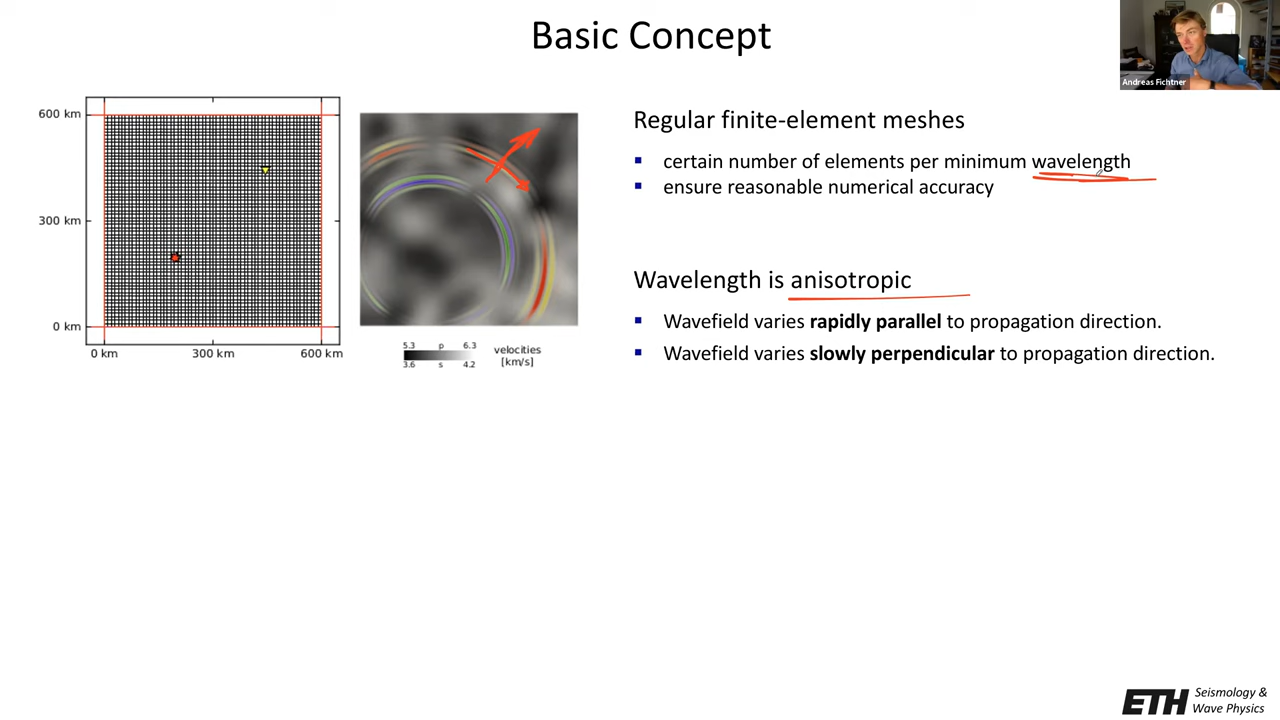 Basic Concept
Andreas Fichtner
600 km
300 km
0 km
0 km
300 km
600 km
5.3 p 6.3
3.6 s 4.2
velocities
[km/s]
Regular finite-element meshes
certain number of elements per minimum wavelength
ensure reasonable numerical accuracy
Wavelength is anisotropic
Wavefield varies rapidly parallel to propagation direction.
Wavefield varies slowly perpendicular to propagation direction.
ETH Seismology &
Wave Physics